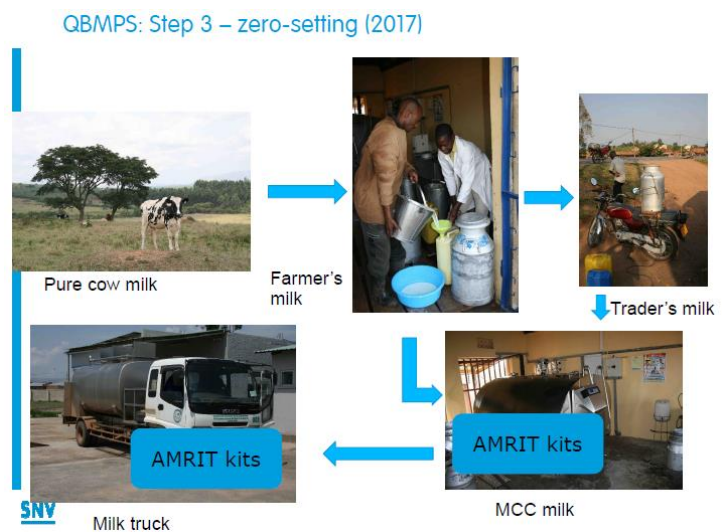 QBMPS: Step 3 – zero-setting (2017)
Pure cow milk
Farmer's
milk
Trader's milk
AMRIT kits
AMRIT kits
MCC milk
Milk truck
SNV